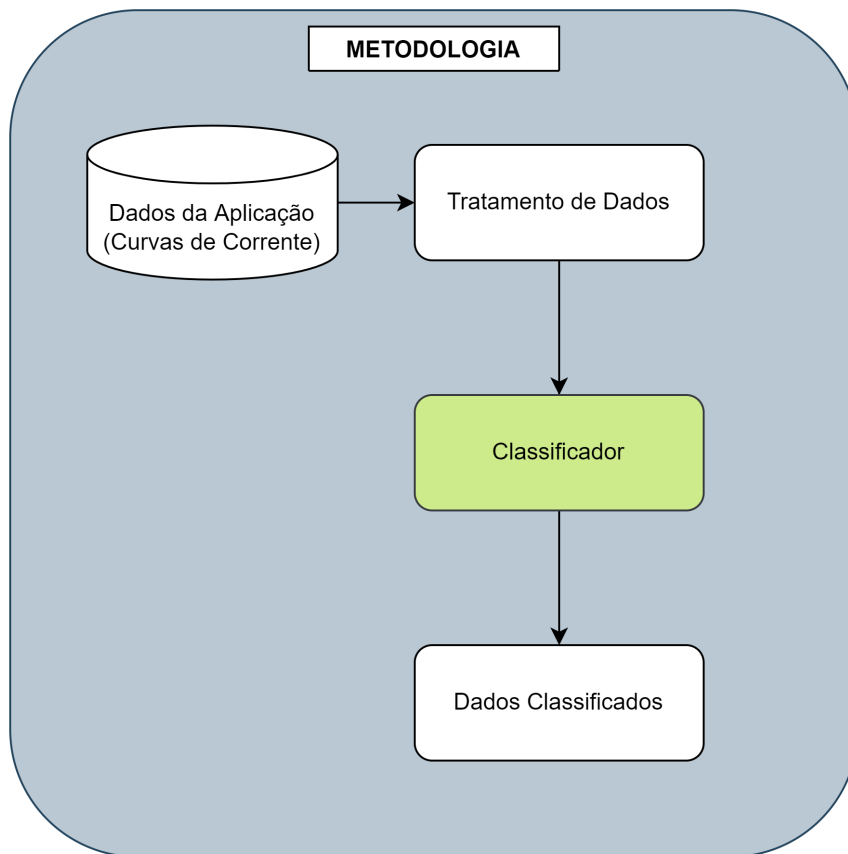 METODOLOGIA
Dados da Aplicação
(Curvas de Corrente)
Tratamento de Dados
Classificador
Dados Classificados